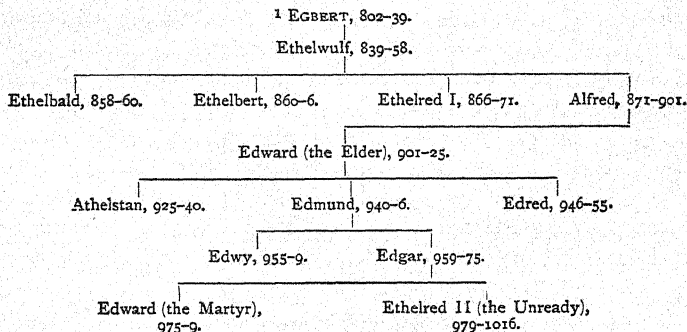 1 EGBERT, 802-39.
Ethelwulf, 839-58.
Ethelbald, 858-60. Ethelbert, 860-6. Ethelred I, 866-71. Alfred, 871-901.
Edward (the Elder), 901-25.
Athelstan, 925-40. Edmund, 940-6. Edred, 946-55.
Edwy, 955-9. Edgar, 959-75.
Edward (the Martyr), Ethelred II (the Unready),
975-9. 979-1016.